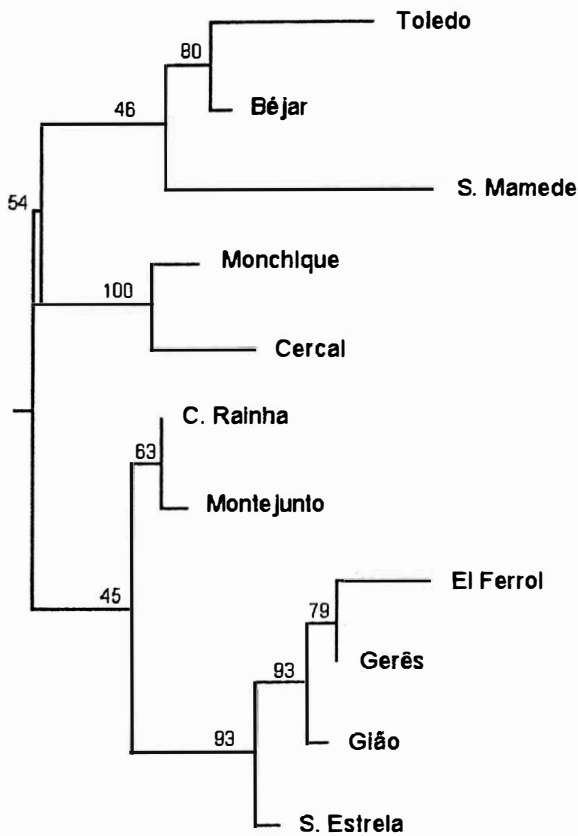 Toledo
80
Béjar
46
S. Mamede
54
Monchique
100
Cercal
C. Rainha
63
Montejunto
El Ferrol
45
79
Gerês
93
Gião
93
S. Estrela